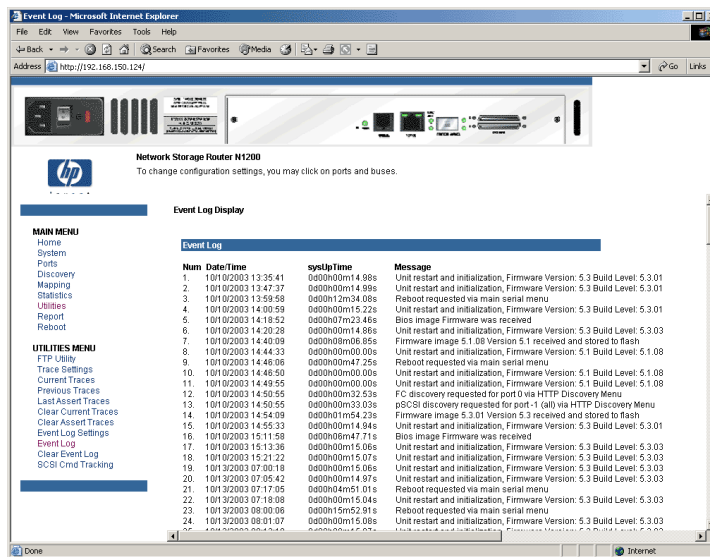 Event Log - Microsoft Internet Explorer
File Edit View Favorites Tools Help
Back Search Favorites Media
Address http://192.168.150.124/ Go Links
hp
invent
Network Storage Router N1200
To change configuration settings, you may click on ports and buses.
Event Log Display
MAIN MENU
Home
System
Ports
Discovery
Mapping
Statistics
Utilities
Report
Reboot
UTILITIES MENU
FTP Utility
Trace Settings
Current Traces
Previous Traces
Last Assert Traces
Clear Current Traces
Clear Assert Traces
Event Log Settings
Event Log
Clear Event Log
SCSI Cmd Tracking
Event Log
Num Date/Time sysUpTime Message
1. 10/10/2003 13:35:41 0d00h00m14.98s Unit restart and initialization, Firmware Version: 5.3 Build Level: 5.3.01
2. 10/10/2003 13:47:37 0d00h00m14.99s Unit restart and initialization, Firmware Version: 5.3 Build Level: 5.3.01
3. 10/10/2003 13:59:58 0d00h12m34.08s Reboot requested via main serial menu
4. 10/10/2003 14:00:59 0d00h00m15.22s Unit restart and initialization, Firmware Version: 5.3 Build Level: 5.3.01
5. 10/10/2003 14:18:52 0d00h07m23.46s Bios image Firmware was received
6. 10/10/2003 14:20:28 0d00h00m14.86s Unit restart and initialization, Firmware Version: 5.3 Build Level: 5.3.03
7. 10/10/2003 14:40:09 0d00h08m06.85s Firmware image 5.1.08 Version 5.1 received and stored to flash
8. 10/10/2003 14:44:33 0d00h00m00.00s Unit restart and initialization, Firmware Version: 5.1 Build Level: 5.1.08
9. 10/10/2003 14:46:06 0d00h00m47.25s Reboot requested via main serial menu
10. 10/10/2003 14:46:50 0d00h00m00.00s Unit restart and initialization, Firmware Version: 5.1 Build Level: 5.1.08
11. 10/10/2003 14:49:55 0d00h00m00.00s Unit restart and initialization, Firmware Version: 5.1 Build Level: 5.1.08
12. 10/10/2003 14:50:55 0d00h00m32.53s FC discovery requested for port 0 via HTTP Discovery Menu
13. 10/10/2003 14:50:55 0d00h00m33.03s pSCSI discovery requested for port -1 (all) via HTTP Discovery Menu
14. 10/10/2003 14:54:09 0d00h01m54.23s Firmware image 5.3.01 Version 5.3 received and stored to flash
15. 10/10/2003 14:55:33 0d00h00m14.94s Unit restart and initialization, Firmware Version: 5.3 Build Level: 5.3.01
16. 10/10/2003 15:11:58 0d00h06m47.71s Bios image Firmware was received
17. 10/10/2003 15:13:36 0d00h00m15.06s Unit restart and initialization, Firmware Version: 5.3 Build Level: 5.3.03
18. 10/10/2003 15:21:22 0d00h00m15.07s Unit restart and initialization, Firmware Version: 5.3 Build Level: 5.3.03
19. 10/13/2003 07:00:18 0d00h00m15.06s Unit restart and initialization, Firmware Version: 5.3 Build Level: 5.3.03
20. 10/13/2003 07:05:42 0d00h00m14.97s Unit restart and initialization, Firmware Version: 5.3 Build Level: 5.3.03
21. 10/13/2003 07:17:05 0d00h04m51.01s Reboot requested via main serial menu
22. 10/13/2003 07:18:08 0d00h00m15.04s Unit restart and initialization, Firmware Version: 5.3 Build Level: 5.3.03
23. 10/13/2003 08:00:06 0d00h15m52.91s Reboot requested via main serial menu
24. 10/13/2003 08:01:07 0d00h00m15.08s Unit restart and initialization, Firmware Version: 5.3 Build Level: 5.3.03
Done Internet